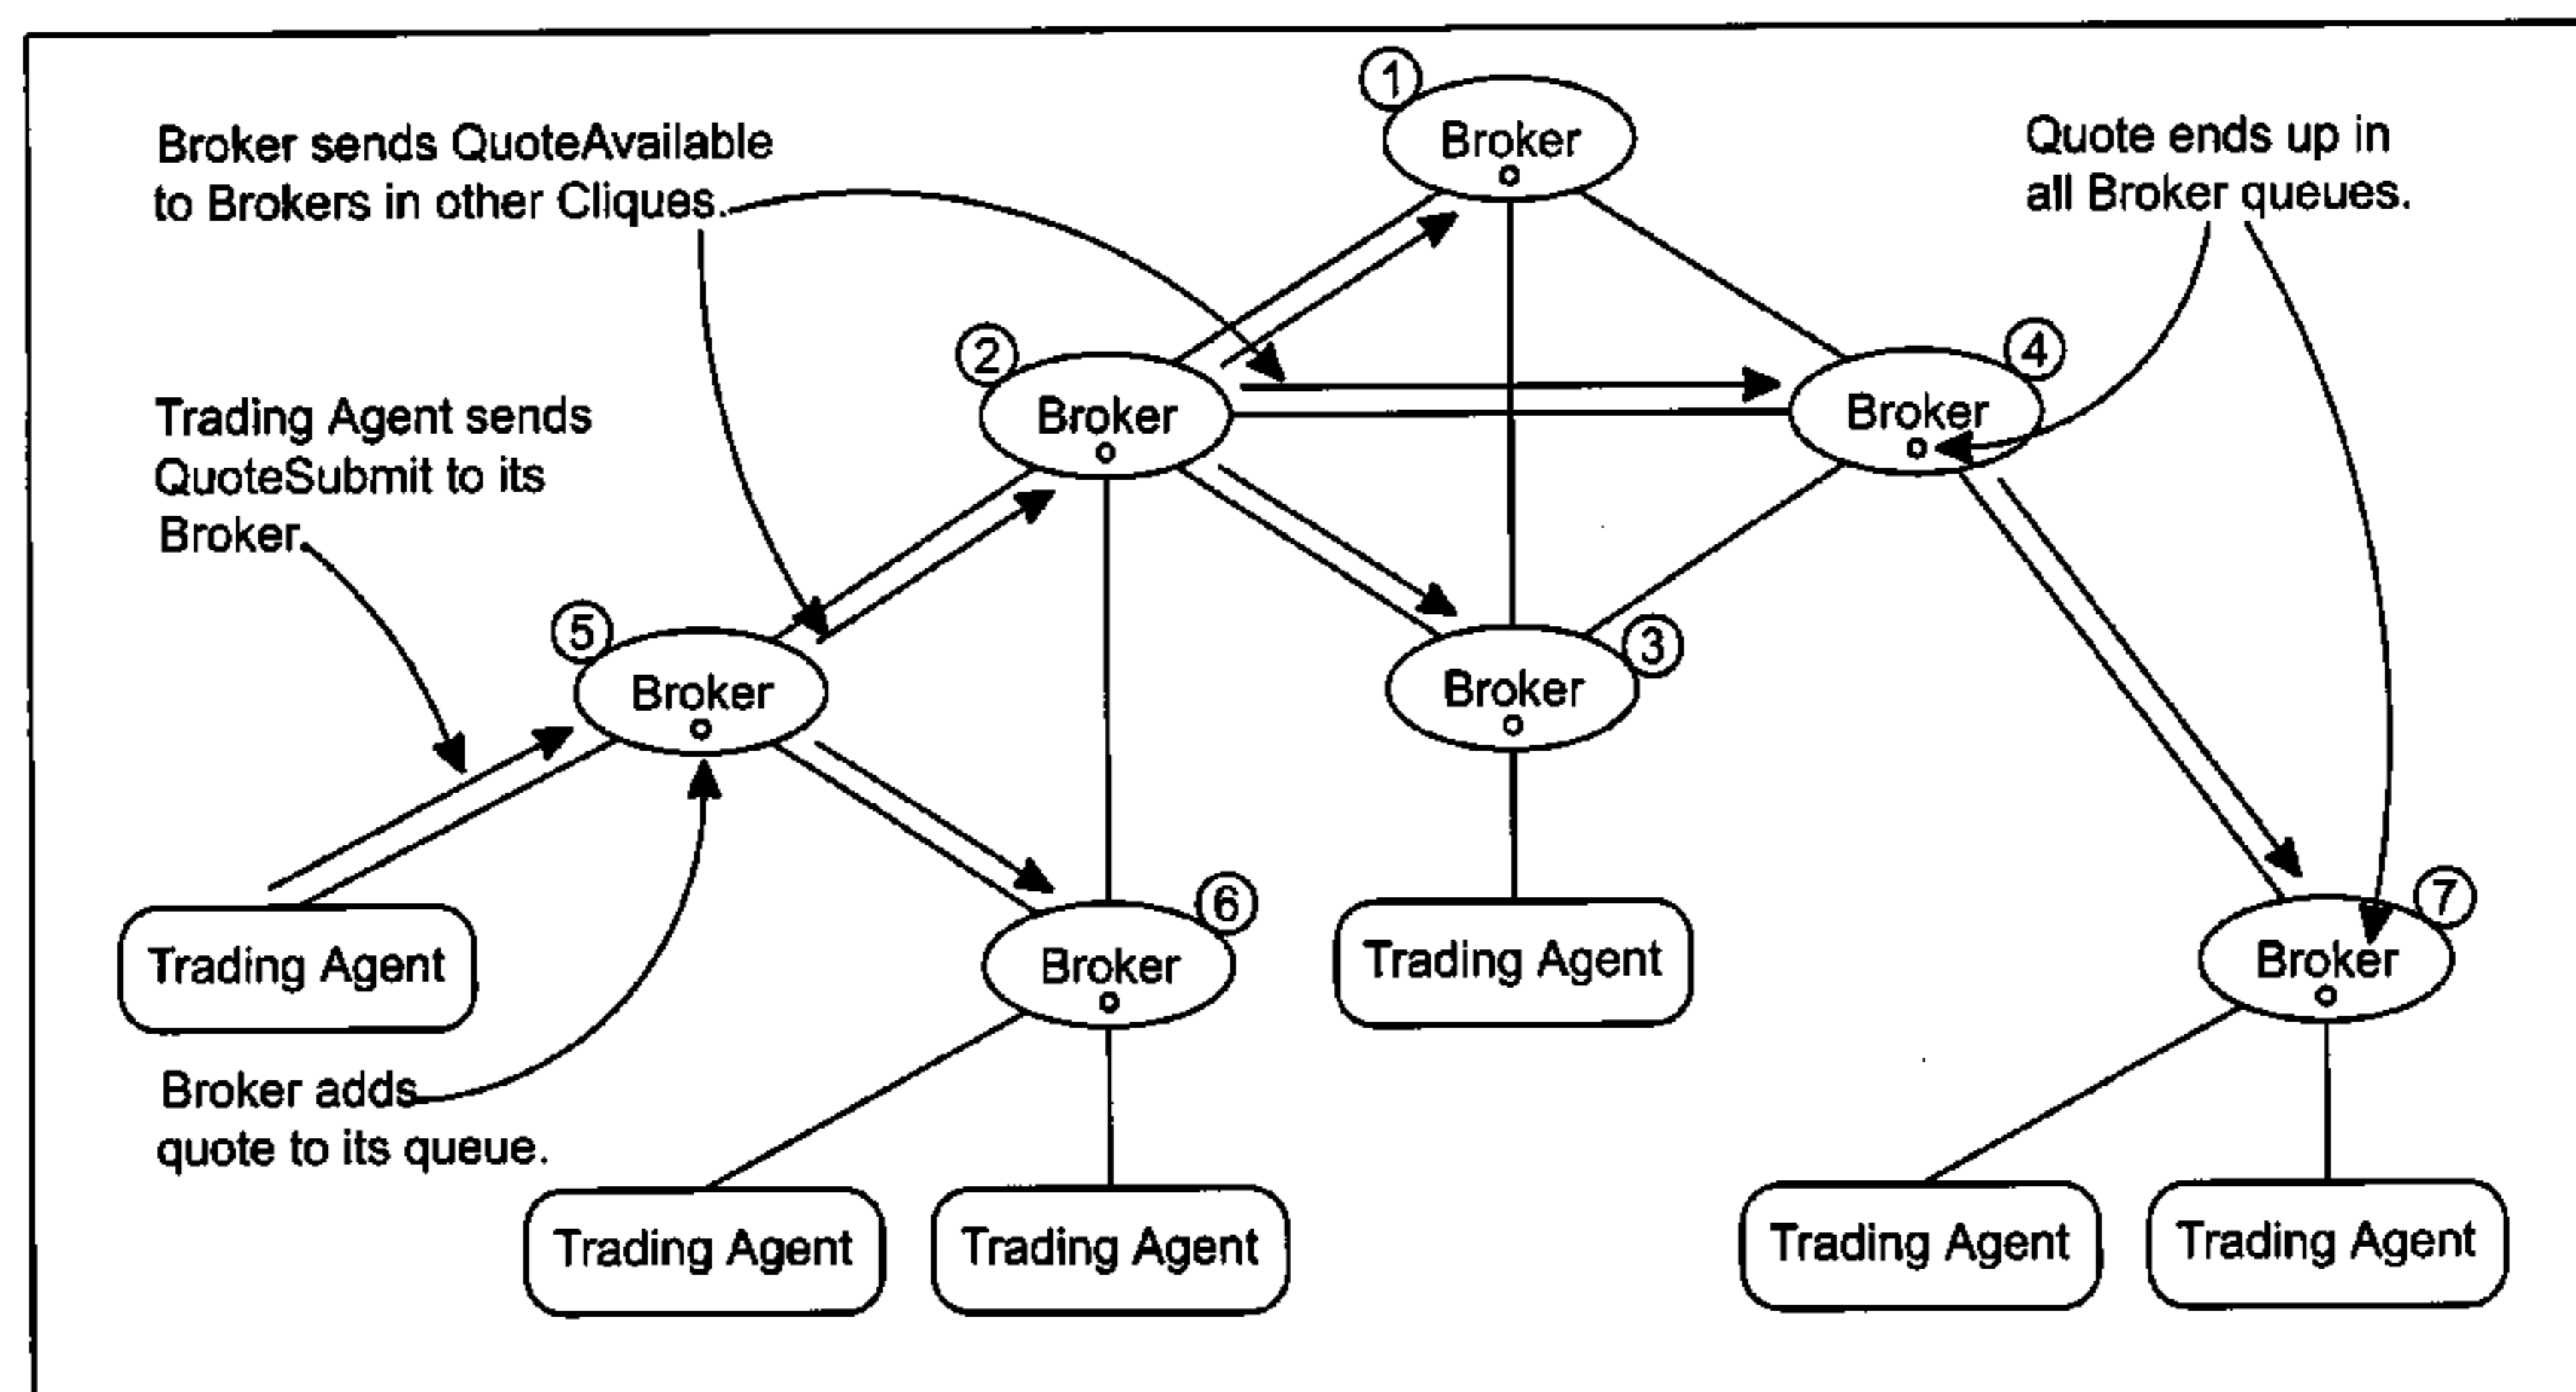 1
Broker
Broker sends QuoteAvailable
to Brokers in other Cliques.
Quote ends up in
all Broker queues.
2
Broker
4
Broker
Trading Agent sends
QuoteSubmit to its
Broker.
5
Broker
3
Broker
6
Broker
7
Broker
Trading Agent
Trading Agent
Broker adds
quote to its queue.
Trading Agent
Trading Agent
Trading Agent
Trading Agent